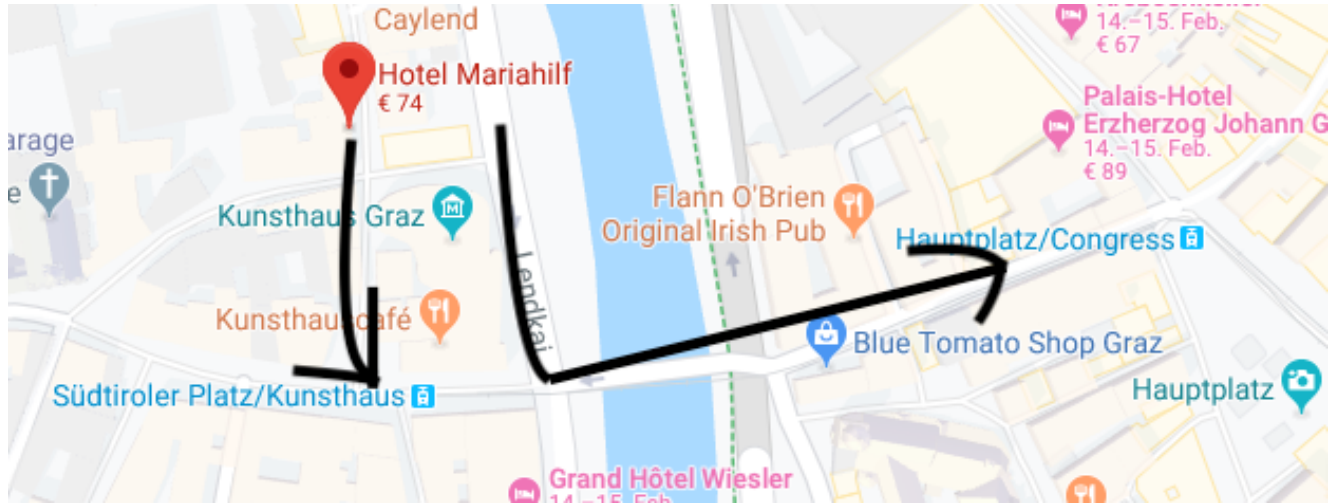 Caylend
Hotel Mariahilf
€ 74
14.–15. Feb.
€ 67
Palais-Hotel
Erzherzog Johann G
14.–15. Feb.
€ 89
arage
e
Kunsthaus Graz
Flann O'Brien
Original Irish Pub
Hauptplatz/Congress
Lendkai
Kunsthauscafé
Blue Tomato Shop Graz
Südtiroler Platz/Kunsthaus
Hauptplatz
Grand Hôtel Wiesler
14.–15. Feb.